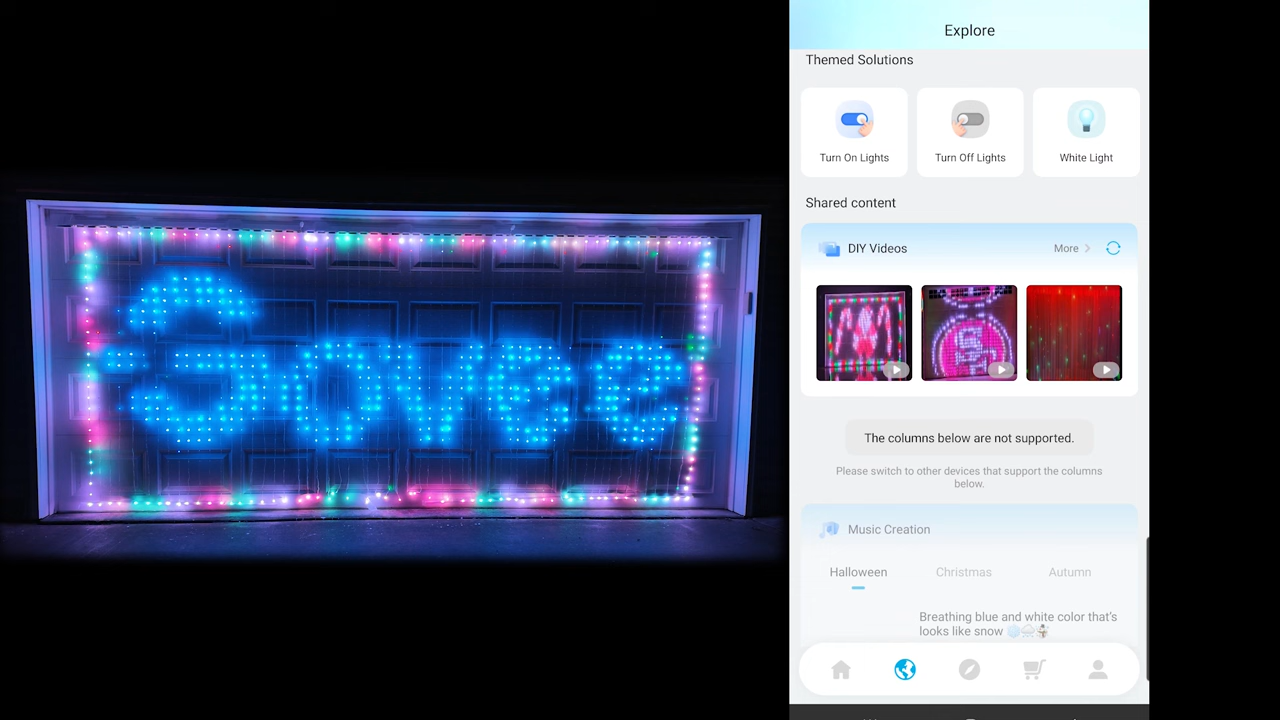 Govee
Explore
Themed Solutions
Turn On Lights
Turn Off Lights
White Light
Shared content
DIY Videos
More
The columns below are not supported.
Please switch to other devices that support the columns
below.
Music Creation
Halloween
Christmas
Autumn
Breathing blue and white color that's
looks like snow ❄️🌨️⛄